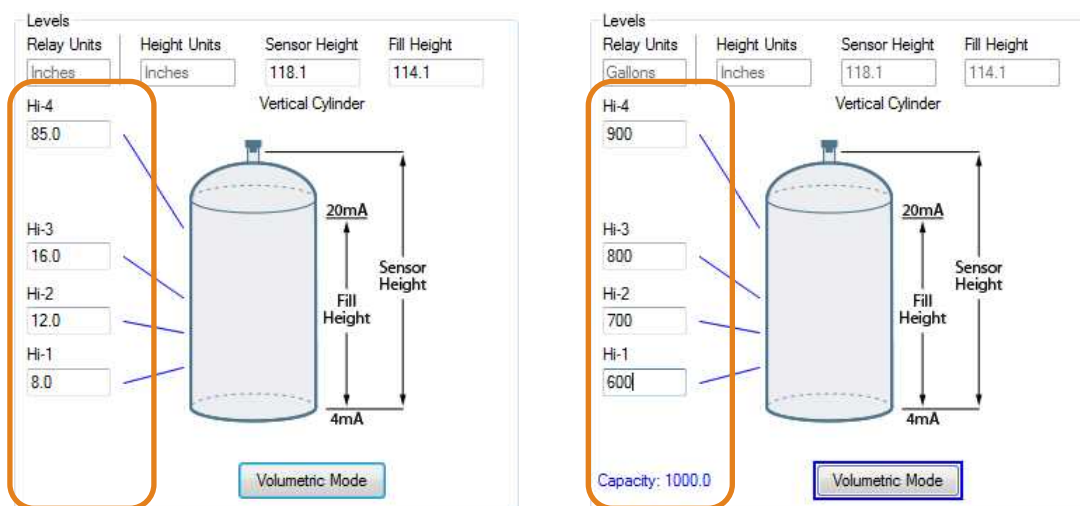 Levels
Relay Units Height Units Sensor Height Fill Height
Inches Inches 118.1 114.1
Hi-4 Vertical Cylinder
85.0
20mA
Hi-3
16.0
Sensor
Height
Hi-2
Fill
Height
12.0
Hi-1
8.0
4mA
Volumetric Mode
Levels
Relay Units Height Units Sensor Height Fill Height
Gallons Inches 118.1 114.1
Hi-4 Vertical Cylinder
900
20mA
Hi-3
800
Sensor
Height
Hi-2
Fill
Height
700
Hi-1
600
4mA
Capacity: 1000.0 Volumetric Mode